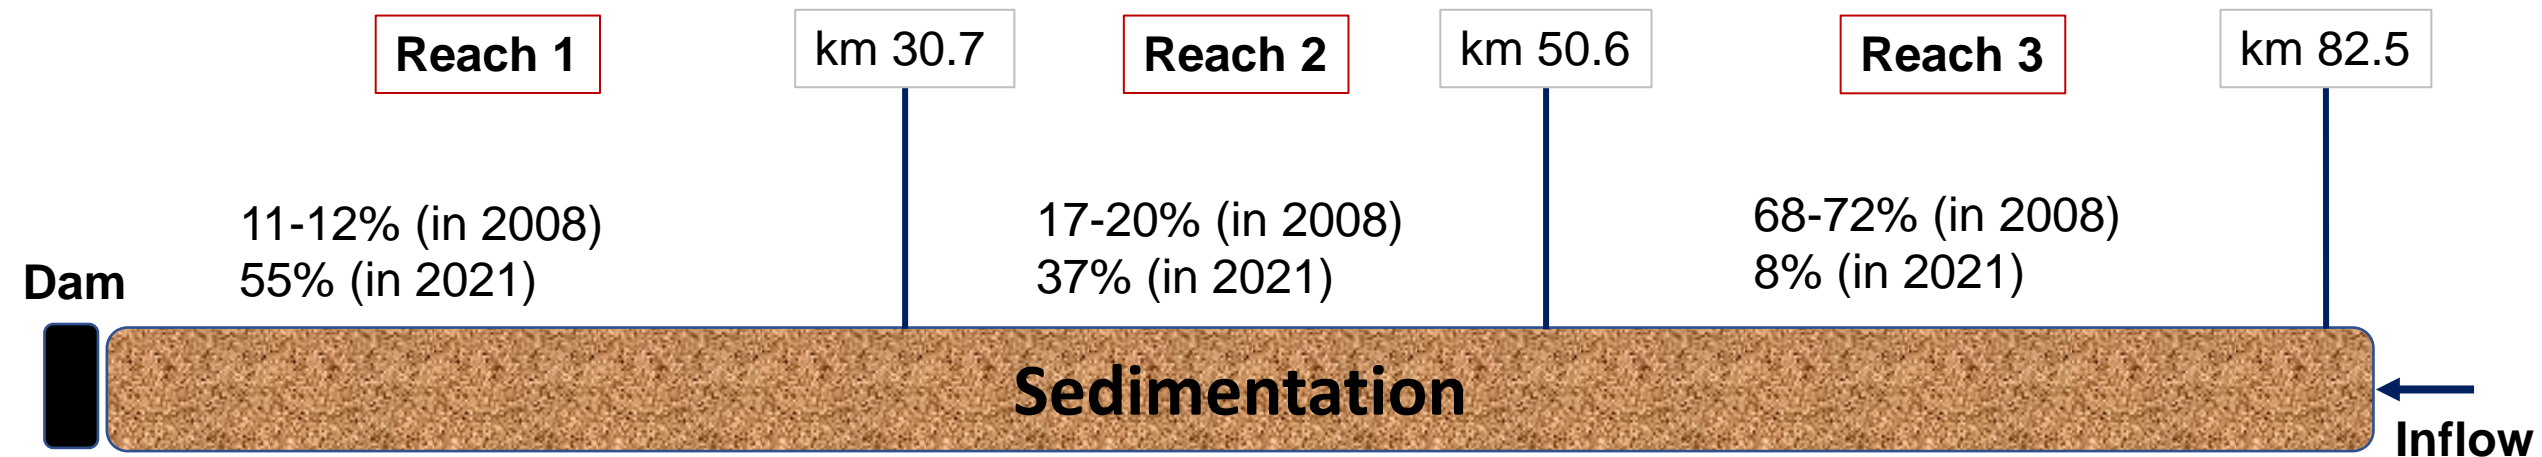 Reach 1
km 30.7
Reach 2
km 50.6
Reach 3
km 82.5
11-12% (in 2008)
55% (in 2021)
17-20% (in 2008)
37% (in 2021)
68-72% (in 2008)
8% (in 2021)
Dam
Sedimentation
Inflow